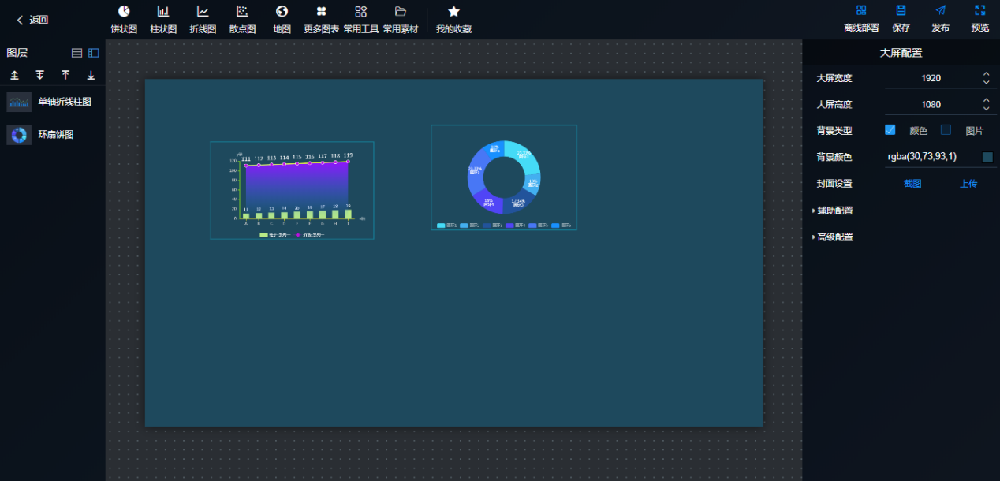 返回
饼状图 柱状图 折线图 散点图 地图 更多图表 常用工具 常用素材 我的收藏
离线部署 保存 发布 预览
图层
单轴折线柱图
环扇饼图
111 112 113 114 115 116 117 118 119
120
100
80
60
40
20
0
11 12 13 14 15 16 17 18 19
A B C D E F G H I
大屏配置
大屏宽度 1920
大屏高度 1080
背景类型 颜色 图片
背景颜色 rgba(30,73,93,1)
封面设置 截图 上传
辅助配置
高级配置